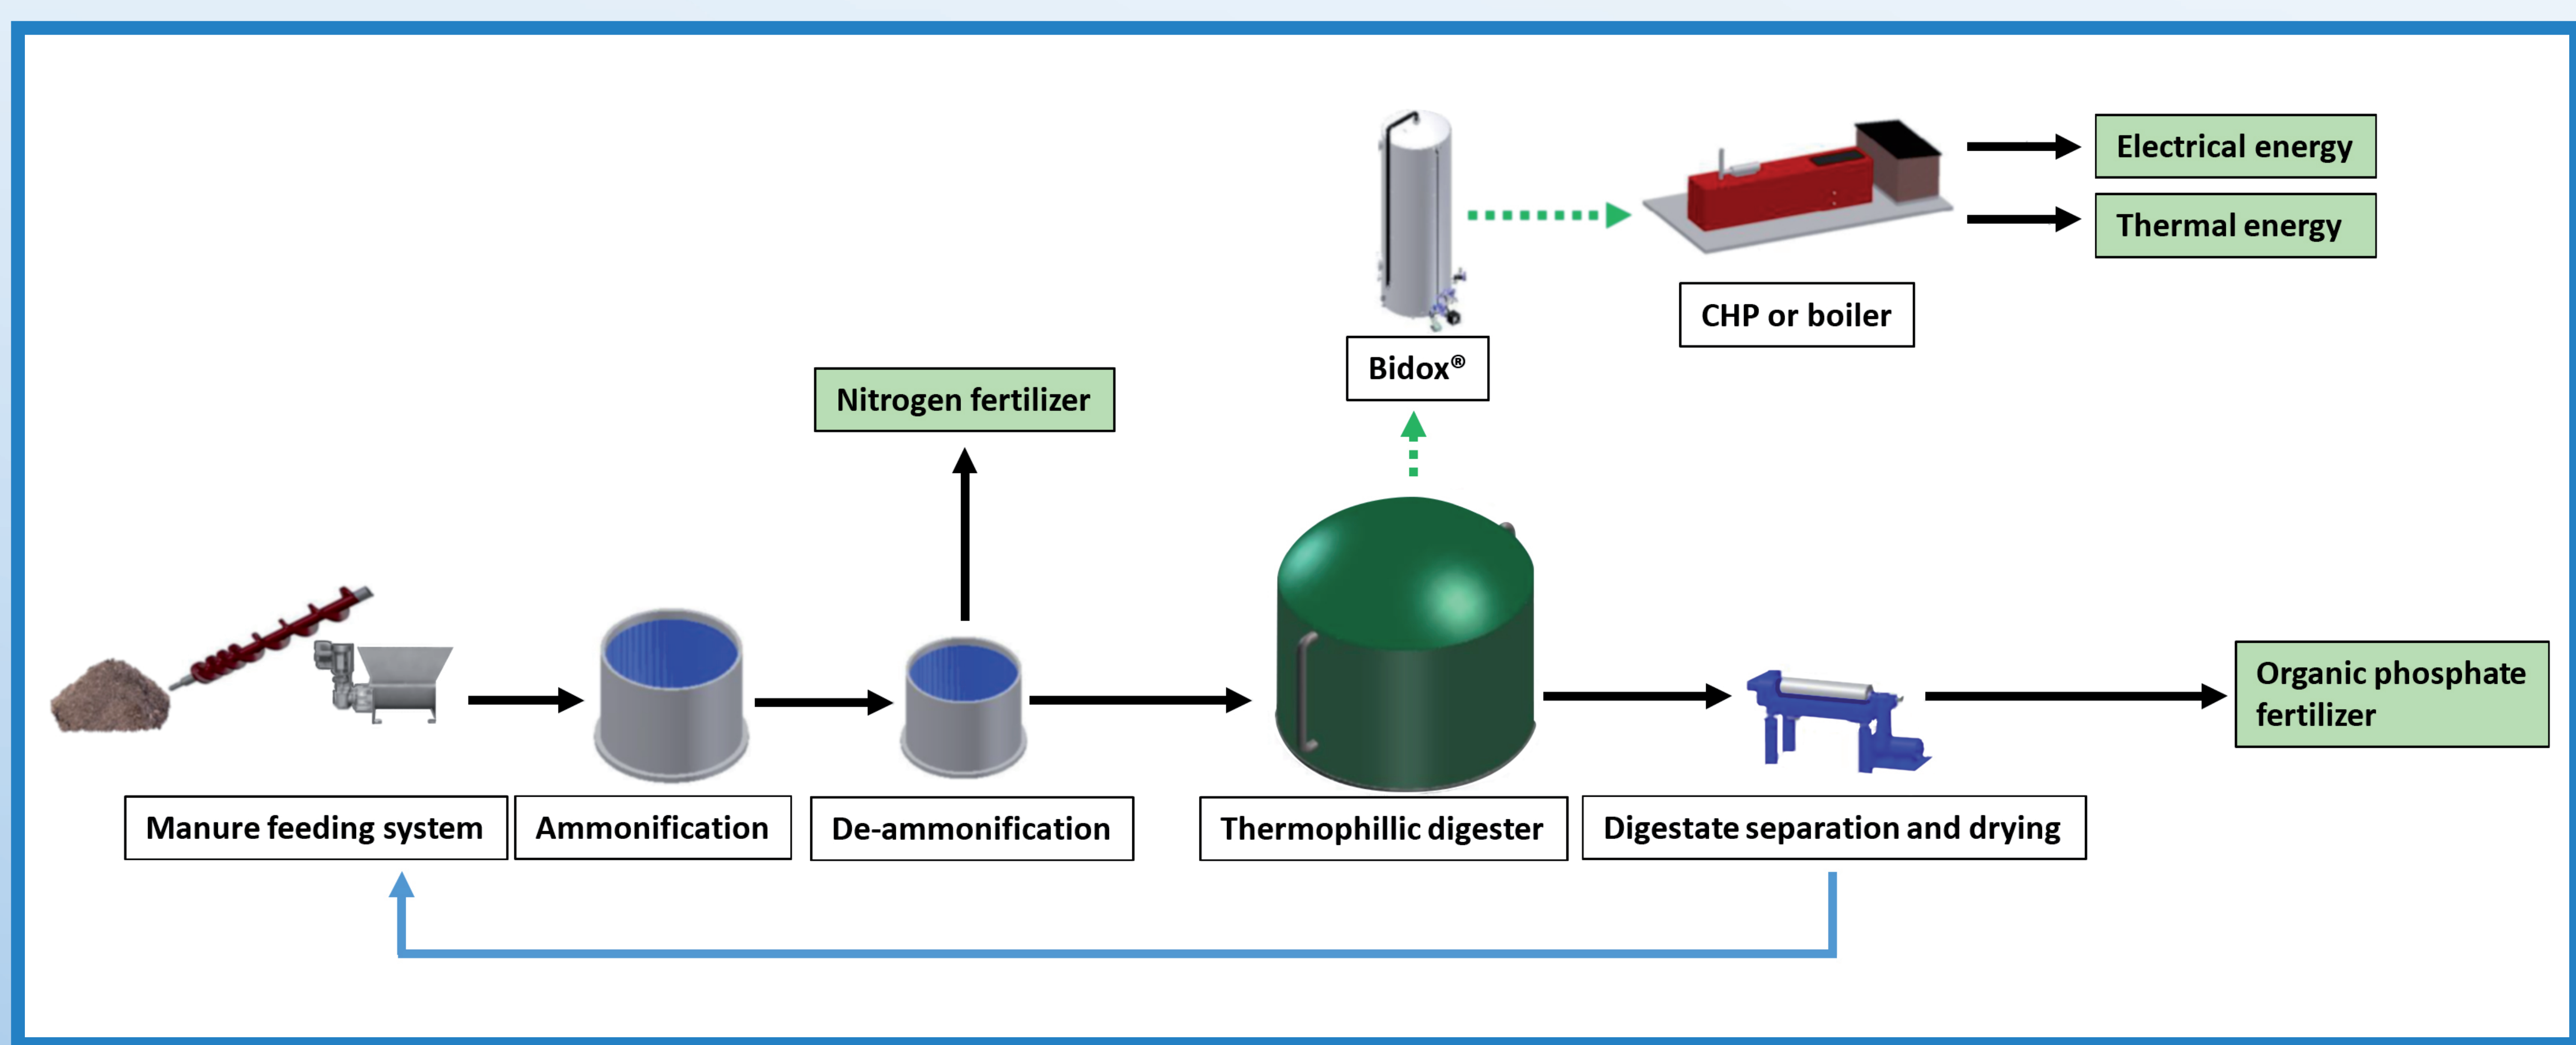 Electrical energy
Thermal energy
CHP or boiler
Bidox®
Nitrogen fertilizer
Organic phosphate
fertilizer
Manure feeding system
Ammonification
De-ammonification
Thermophillic digester
Digestate separation and drying